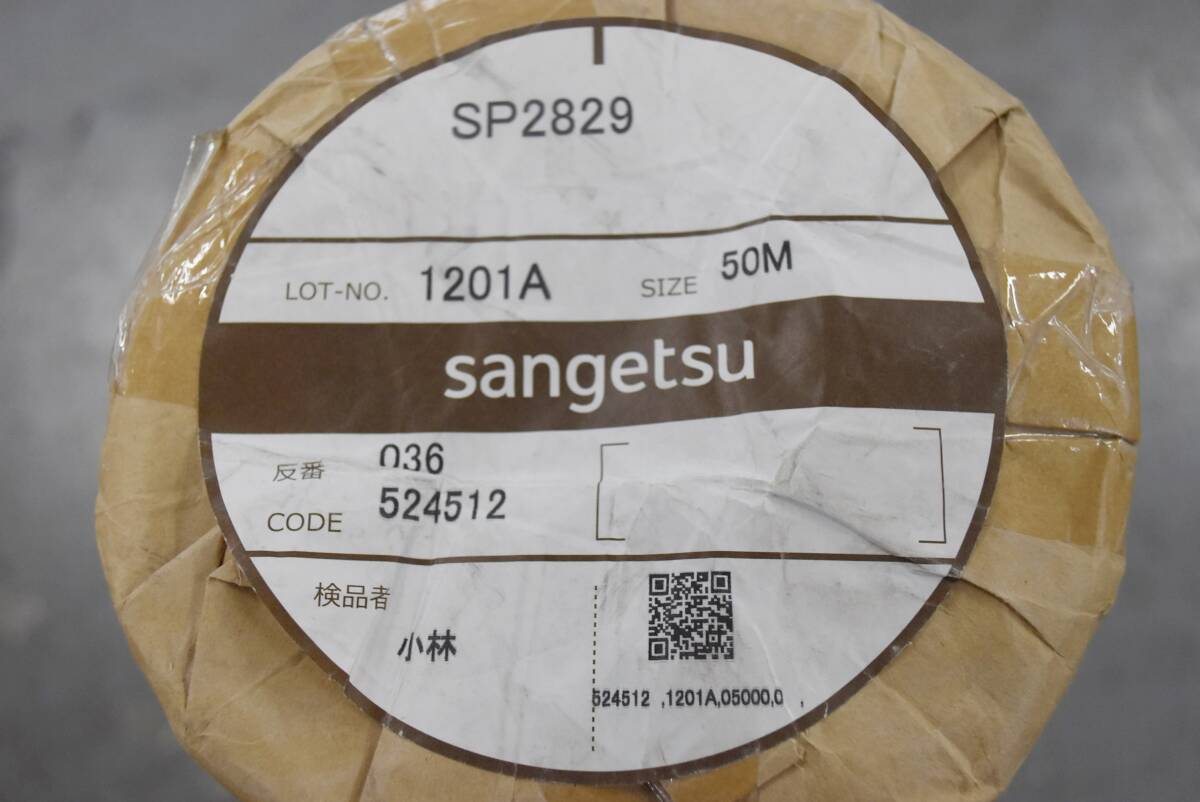 SP2829
LOT-NO. 1201A SIZE 50M
sangetsu
反番 036
CODE 524512
検品者
小林
524512 ,1201A,05000,0 ,